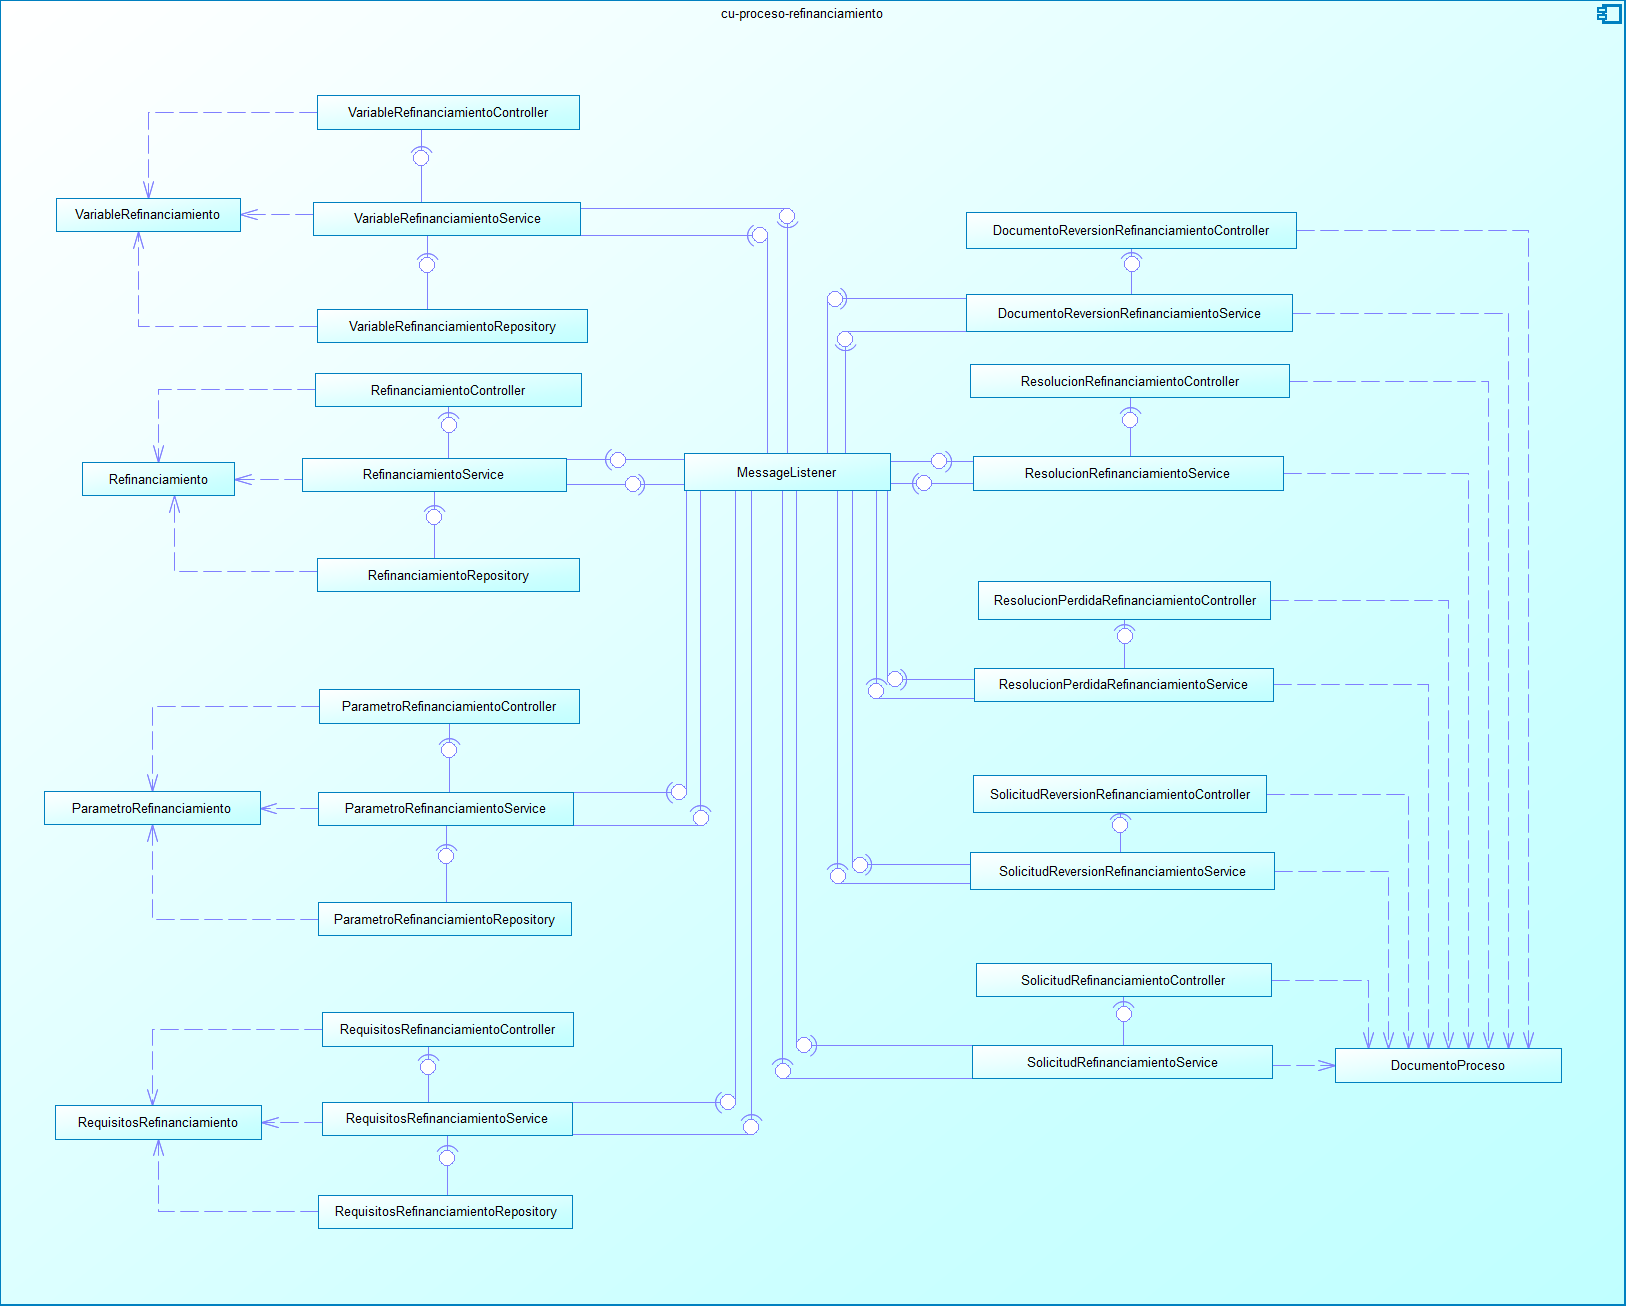 cu-proceso-refinanciamiento
VariableRefinanciamientoController
VariableRefinanciamiento
VariableRefinanciamientoService
VariableRefinanciamientoRepository
RefinanciamientoController
Refinanciamiento
RefinanciamientoService
RefinanciamientoRepository
ParametroRefinanciamientoController
ParametroRefinanciamiento
ParametroRefinanciamientoService
ParametroRefinanciamientoRepository
RequisitosRefinanciamientoController
RequisitosRefinanciamiento
RequisitosRefinanciamientoService
RequisitosRefinanciamientoRepository
MessageListener
DocumentoReversionRefinanciamientoController
DocumentoReversionRefinanciamientoService
ResolucionRefinanciamientoController
ResolucionRefinanciamientoService
ResolucionPerdidaRefinanciamientoController
ResolucionPerdidaRefinanciamientoService
SolicitudReversionRefinanciamientoController
SolicitudReversionRefinanciamientoService
SolicitudRefinanciamientoController
SolicitudRefinanciamientoService
DocumentoProceso